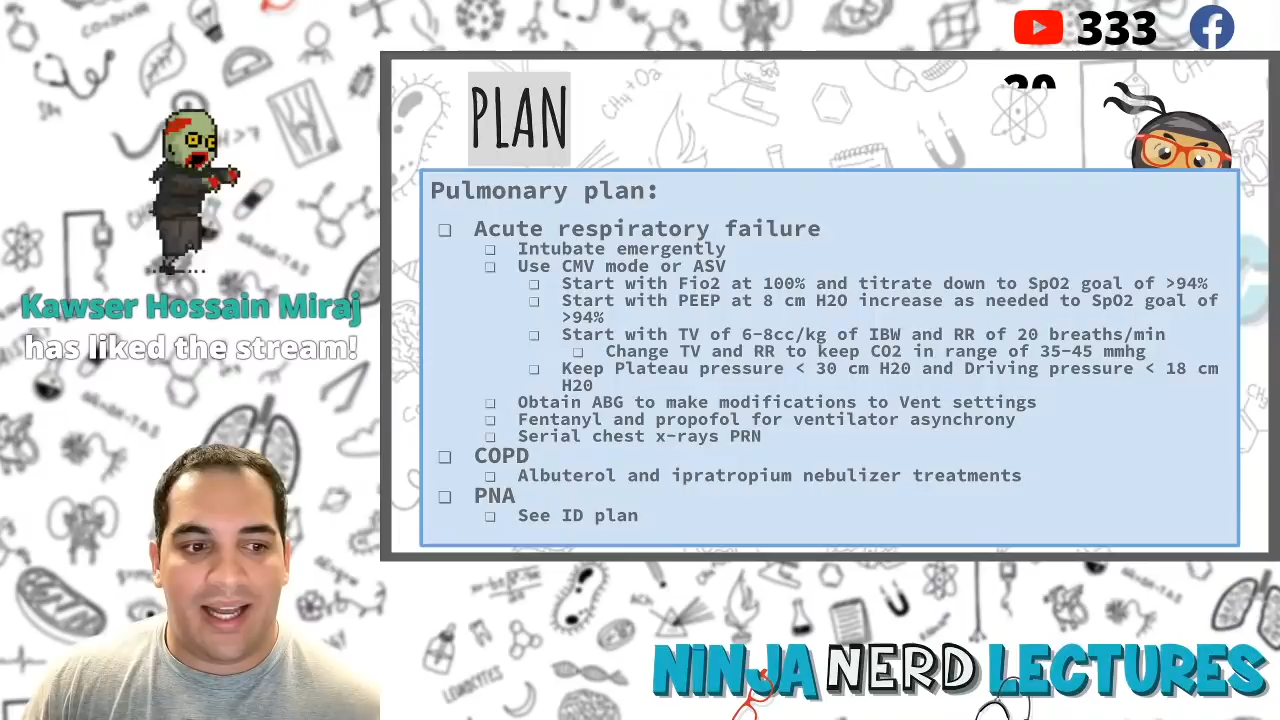 333
PLAN
Pulmonary plan:
❏ Acute respiratory failure
❏ Intubate emergently
❏ Use CMV mode or ASV
❏ Start with Fio2 at 100% and titrate down to SpO2 goal of >94%
❏ Start with PEEP at 8 cm H2O increase as needed to SpO2 goal of
>94%
❏ Start with TV of 6-8cc/kg of IBW and RR of 20 breaths/min
❏ Change TV and RR to keep CO2 in range of 35-45 mmhg
❏ Keep Plateau pressure < 30 cm H20 and Driving pressure < 18 cm
H20
❏ Obtain ABG to make modifications to Vent settings
❏ Fentanyl and propofol for ventilator asynchrony
❏ Serial chest x-rays PRN
❏ COPD
❏ Albuterol and ipratropium nebulizer treatments
❏ PNA
❏ See ID plan
Kawser Hossain Miraj
has liked the stream!
NINJA NERD LECTURES